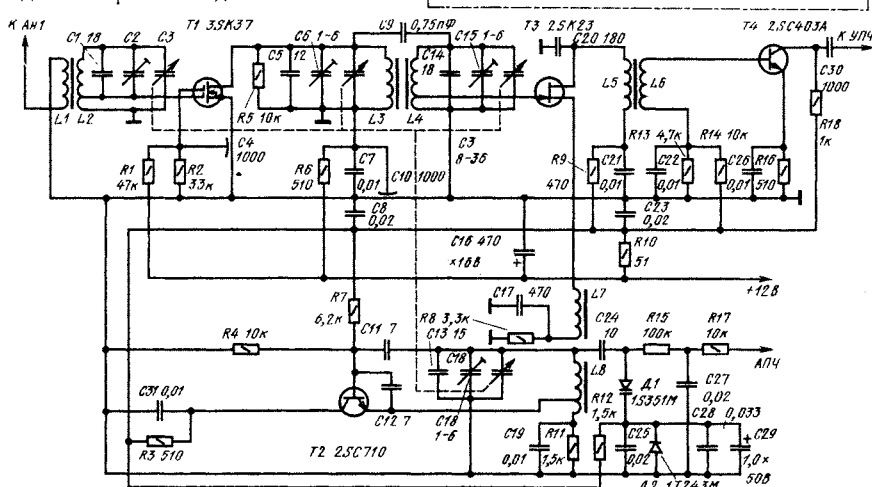 К Ан1
T1 3SK37
C9
0,75пФ
T3 2SK23
C20 180
T4 2SC403A
К УПЧ
C1 18
C2
C3
C5
12
C6 1-6
C14
18
C15 1-6
L1
L2
R5 10к
L3
L4
L5
L6
C30
1000
R18
1к
C3
8-36
C4
1000
R1
47к
R2
33к
R6
510
C7
0,01
C10 1000
C8
0,02
R9
470
C21
0,01
R13 4,7к
C22
0,01
R14 10к
C26
0,01
R16
510
C23
0,02
C16 470
×16В
+
R10
51
+12В
R7
6,2к
C17 470
L7
R8 3,3к
C24
10
R15
100к
R17
10к
R4 10к
C11 7
C13 15
C18
L8
АПЧ
C31 0,01
C12 7
C18
1-6
Д1
1S351M
C27
0,02
R12
1,5к
C28
0,033
C29
+
1,0×
50В
R3 510
T2 2SC710
C19
0,01
R11
1,5к
C25
0,02
Д2 1T243M